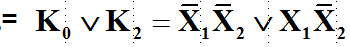 = K₀ ∨ K₂ = X̅₁X̅₂ ∨ X₁X̅₂